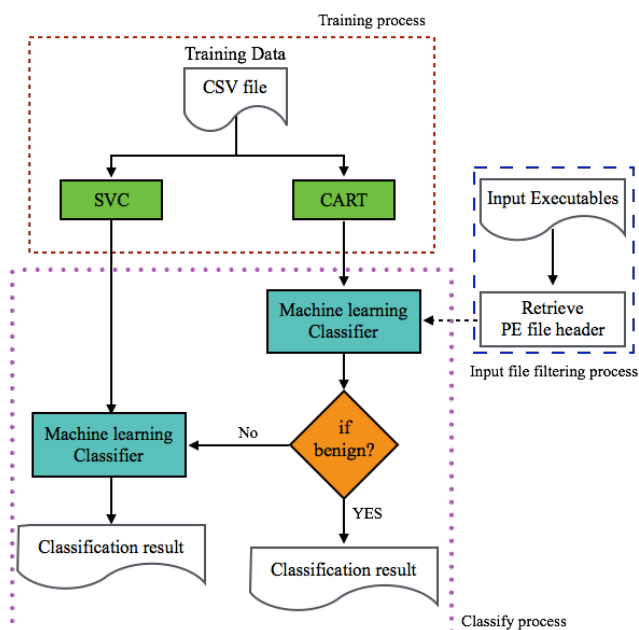 Training process
Training Data
CSV file
SVC
CART
Input Executables
Retrieve
PE file header
Input file filtering process
Machine learning
Classifier
if
benign?
No
Machine learning
Classifier
YES
Classification result
Classification result
Classify process